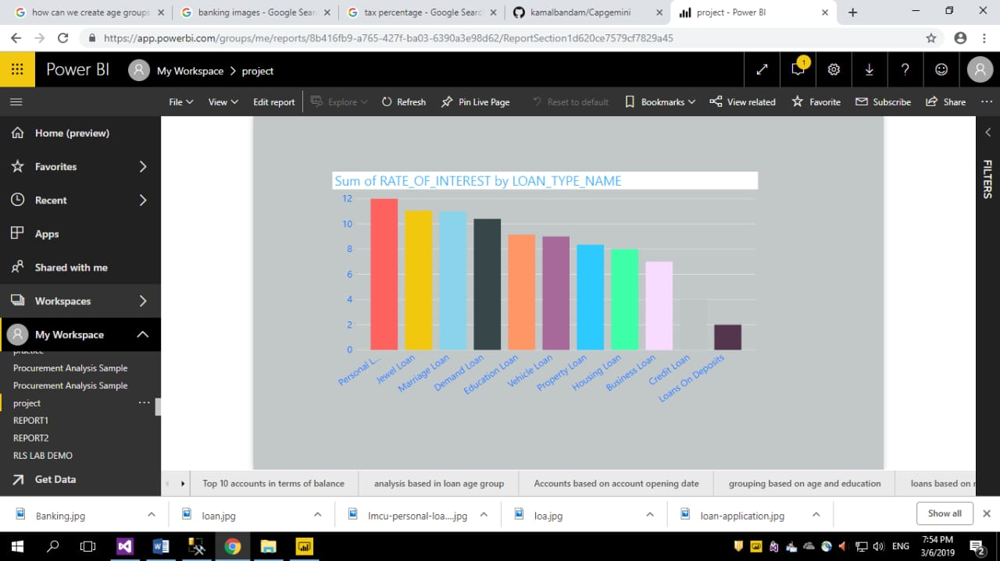 how can we create age groups
banking images - Google Sear
tax percentage - Google Searc
kamalbandam/Capgemini
project - Power BI
https://app.powerbi.com/groups/me/reports/8b416fb9-a765-427f-ba03-6390a3e98d62/ReportSection1d620ce7579cf7829a45
Power BI
My Workspace > project
1
File
View
Edit report
Explore
Refresh
Pin Live Page
Reset to default
Bookmarks
View related
Favorite
Subscribe
Share
Home (preview)
Favorites
Recent
Apps
Shared with me
Workspaces
My Workspace
practice
Procurement Analysis Sample
Procurement Analysis Sample
project
REPORT1
REPORT2
RLS LAB DEMO
Get Data
Sum of RATE_OF_INTEREST by LOAN_TYPE_NAME
12
10
8
6
4
2
0
Personal L...
Jewel Loan
Marriage Loan
Demand Loan
Education Loan
Vehicle Loan
Property Loan
Housing Loan
Business Loan
Credit Loan
Loans On Deposits
FILTERS
Top 10 accounts in terms of balance
analysis based in loan age group
Accounts based on account opening date
grouping based on age and education
loans based on
Banking.jpg
loan.jpg
lmcu-personal-loa....jpg
loa.jpg
loan-application.jpg
Show all
ENG
7:54 PM
3/6/2019
2